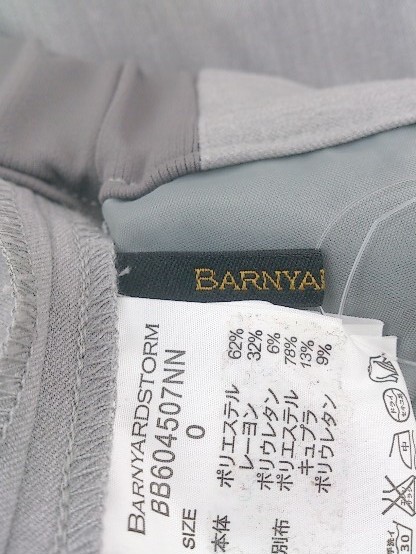 BARNYA
BARNYARDSTORM
BB604507NN
SIZE 0
本体 ポリエステル 62%
レーヨン 32%
ポリウレタン 6%
別布 ポリエステル 78%
キュプラ 13%
ポリウレタン 9%